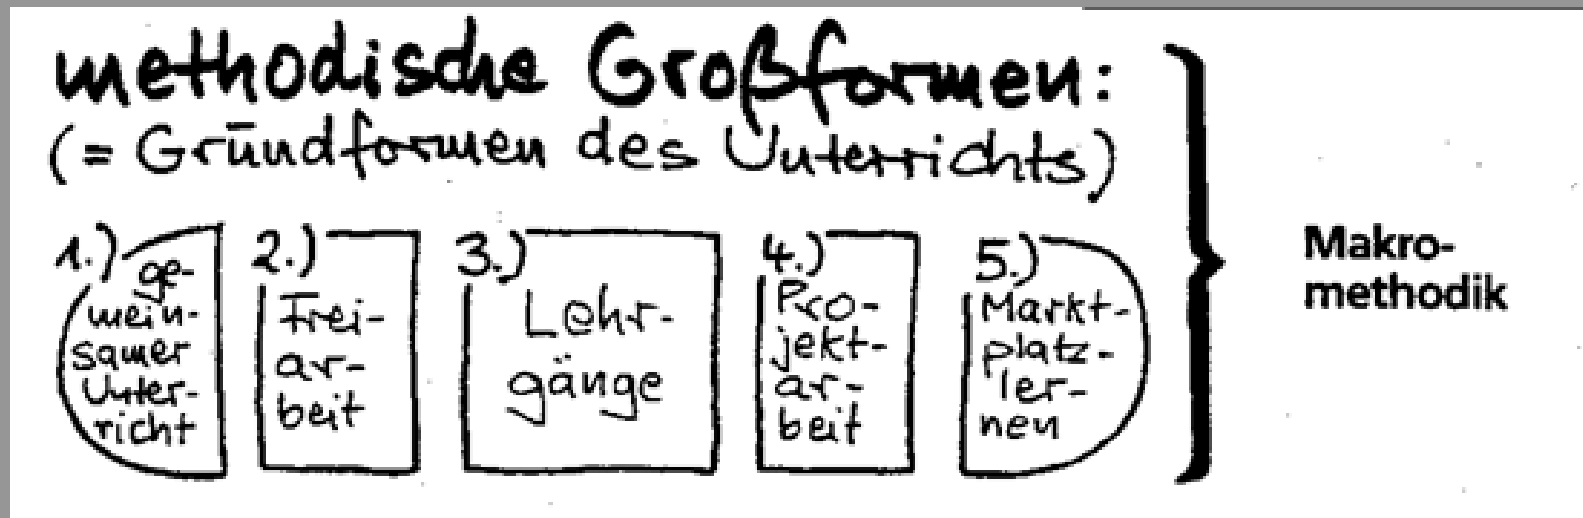 methodische Großformen:
(= Grundformen des Unterrichts)
1.) ge-
mein-
samer
Unter-
richt
2.)
Frei-
ar-
beit
3.)
Lehr-
gänge
4.)
Pro-
jekt-
ar-
beit
5.)
Markt-
platz-
ler-
nen
Makro-
methodik